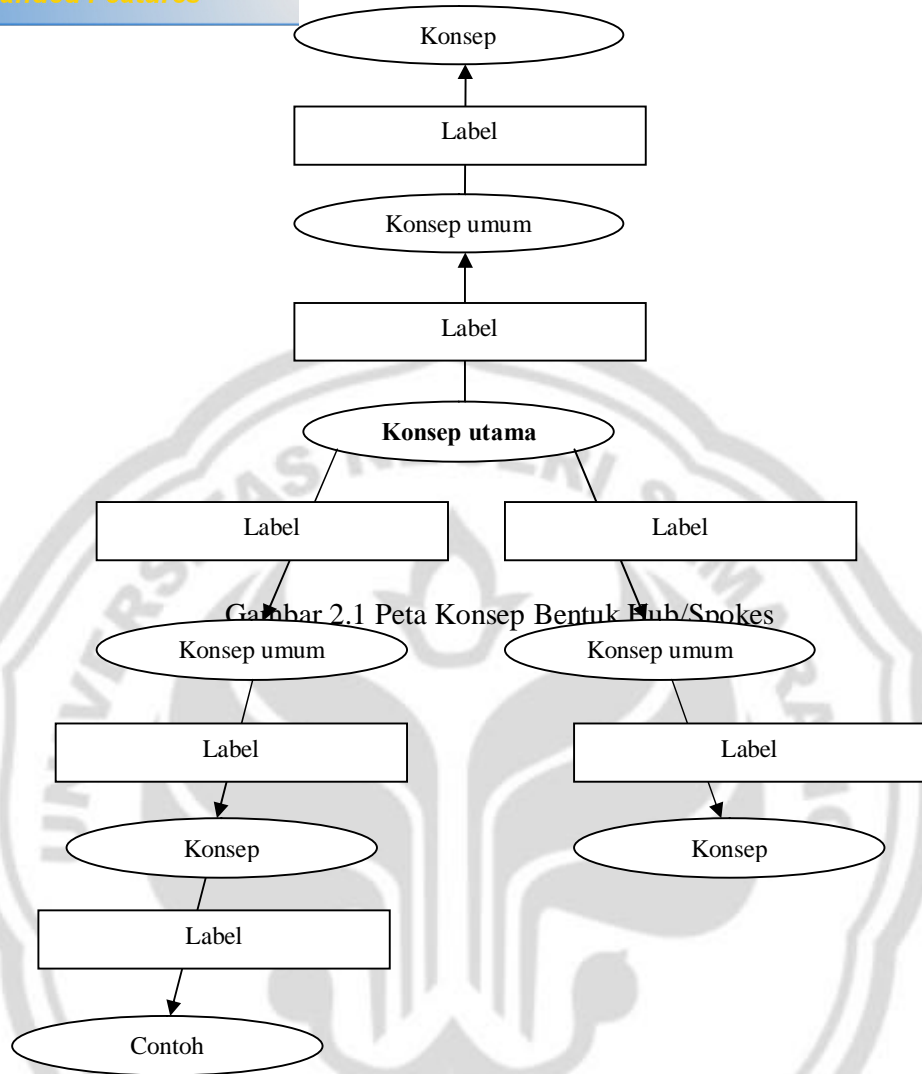 Konsep
Label
Konsep umum
Label
Konsep utama
Label Label
Gambar 2.1 Peta Konsep Bentuk Hub/Spokes
Konsep umum Konsep umum
Label Label
Konsep Konsep
Label
Contoh